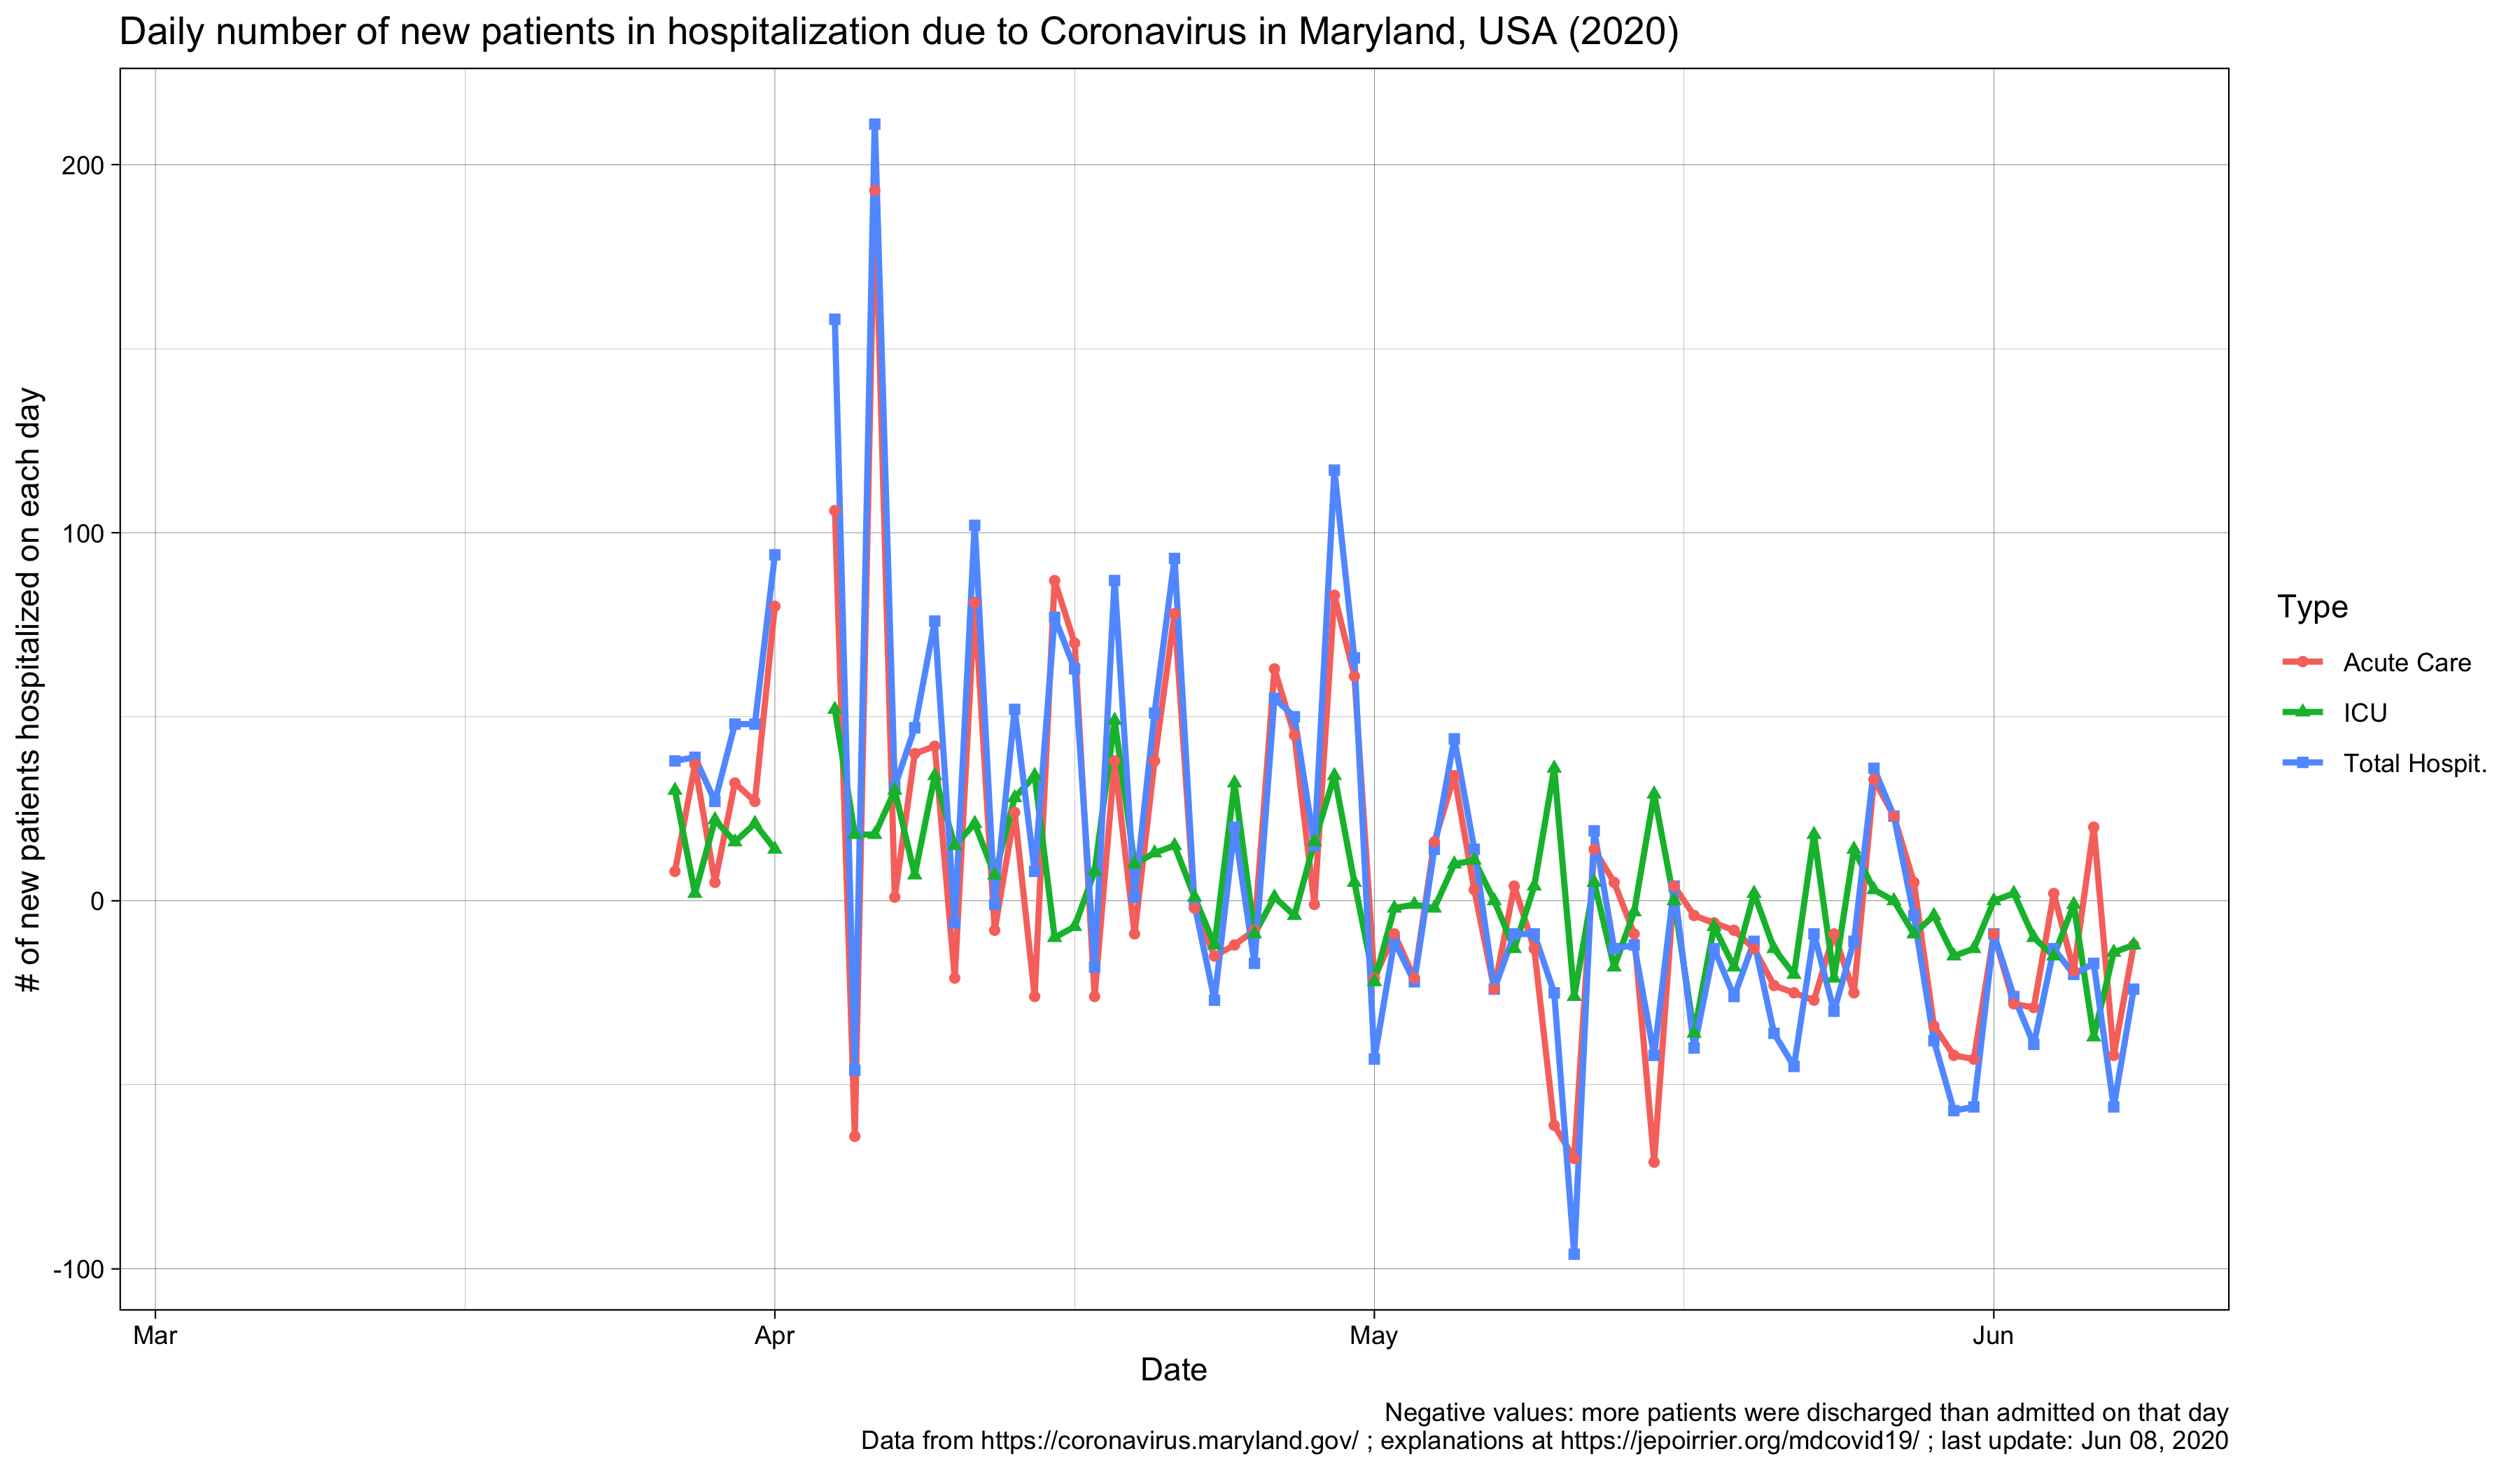 Daily number of new patients in hospitalization due to Coronavirus in Maryland, USA (2020)
# of new patients hospitalized on each day
200
100
0
-100
Mar
Apr
May
Jun
Date
Type
Acute Care
ICU
Total Hospit.
Negative values: more patients were discharged than admitted on that day
Data from https://coronavirus.maryland.gov/ ; explanations at https://jepoirrier.org/mdcovid19/ ; last update: Jun 08, 2020